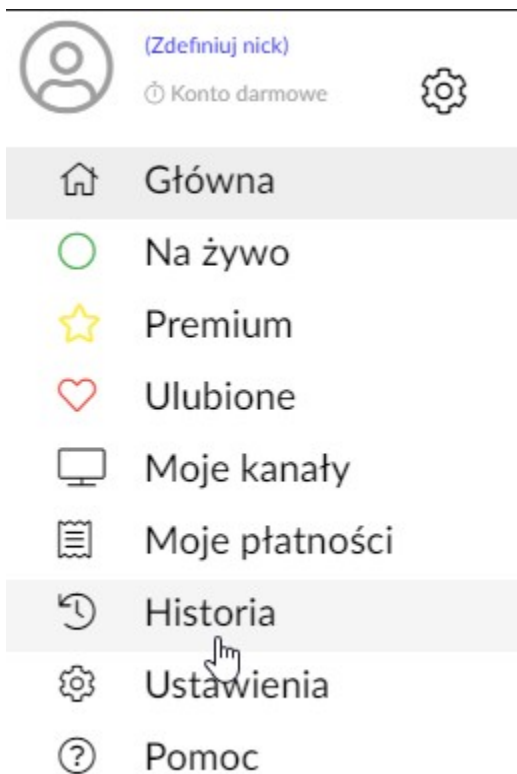 (Zdefiniuj nick)
Konto darmowe
Główna
Na żywo
Premium
Ulubione
Moje kanały
Moje płatności
Historia
Ustawienia
Pomoc